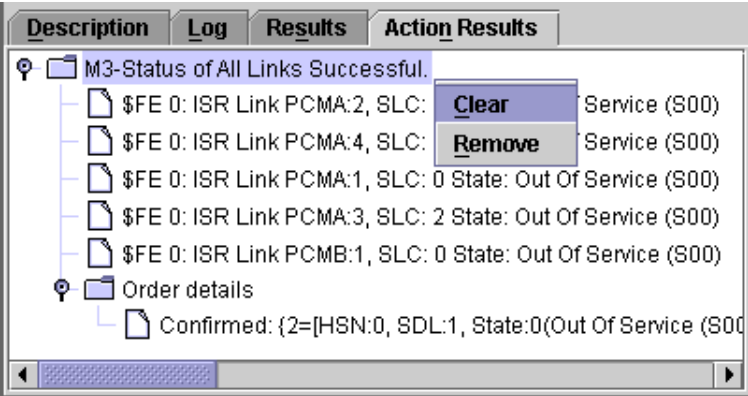 Description Log Results Action Results
M3-Status of All Links Successful.
$FE 0: ISR Link PCMA:2, SLC: Clear Of Service (S00)
$FE 0: ISR Link PCMA:4, SLC: Remove Of Service (S00)
$FE 0: ISR Link PCMA:1, SLC: 0 State: Out Of Service (S00)
$FE 0: ISR Link PCMA:3, SLC: 2 State: Out Of Service (S00)
$FE 0: ISR Link PCMB:1, SLC: 0 State: Out Of Service (S00)
Order details
Confirmed: {2=[HSN:0, SDL:1, State:0(Out Of Service (S00